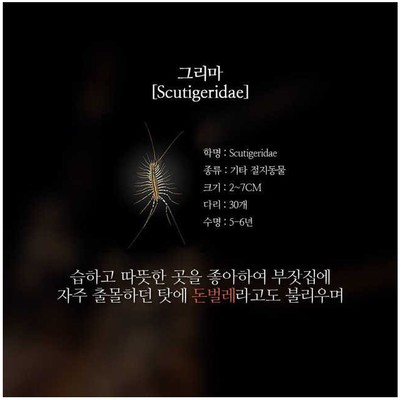 그리마
[Scutigeridae]
학명 : Scutigeridae
종류 : 기타 절지동물
크기 : 2~7CM
다리 : 30개
수명 : 5-6년
습하고 따뜻한 곳을 좋아하여 부잣집에
자주 출몰하던 탓에 돈벌레라고도 불리우며